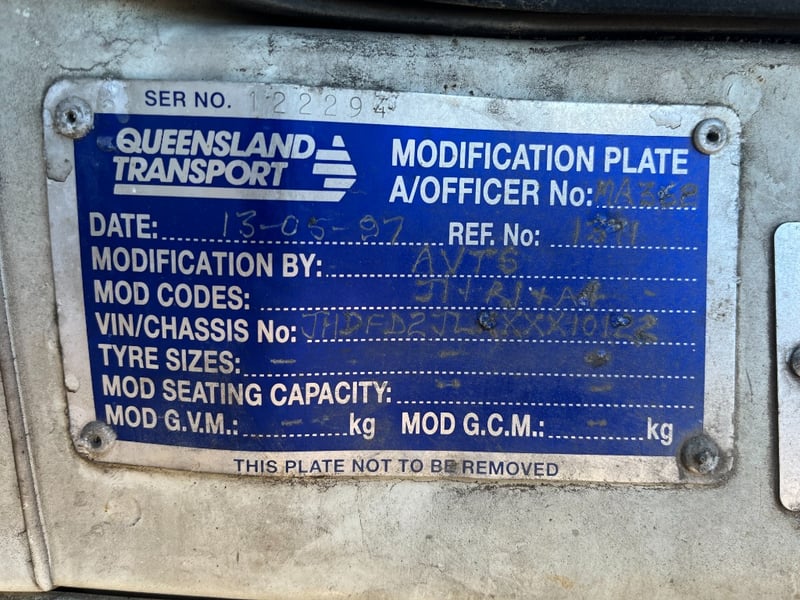 SER NO. 122294
QUEENSLAND TRANSPORT
MODIFICATION PLATE
A/OFFICER No:
DATE: 13-05-97 REF. No:
MODIFICATION BY: AVTS
MOD CODES:
VIN/CHASSIS No:
TYRE SIZES: - -
MOD SEATING CAPACITY: - -
MOD G.V.M.: -- kg MOD G.C.M.: kg
THIS PLATE NOT TO BE REMOVED